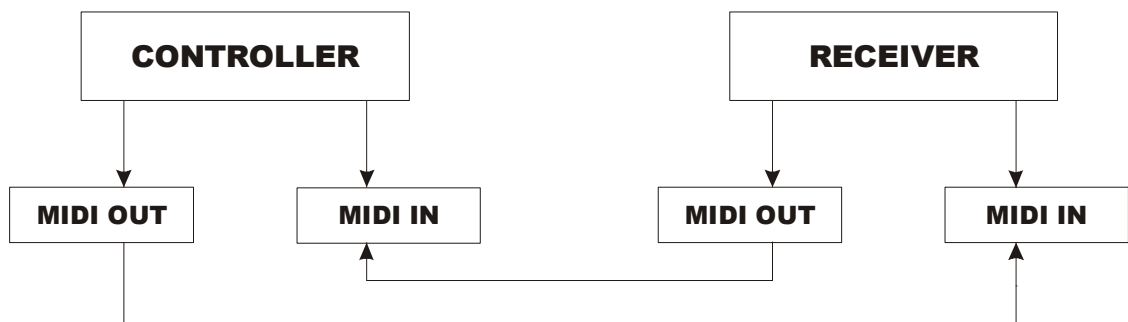 CONTROLLER
RECEIVER
MIDI OUT
MIDI IN
MIDI OUT
MIDI IN